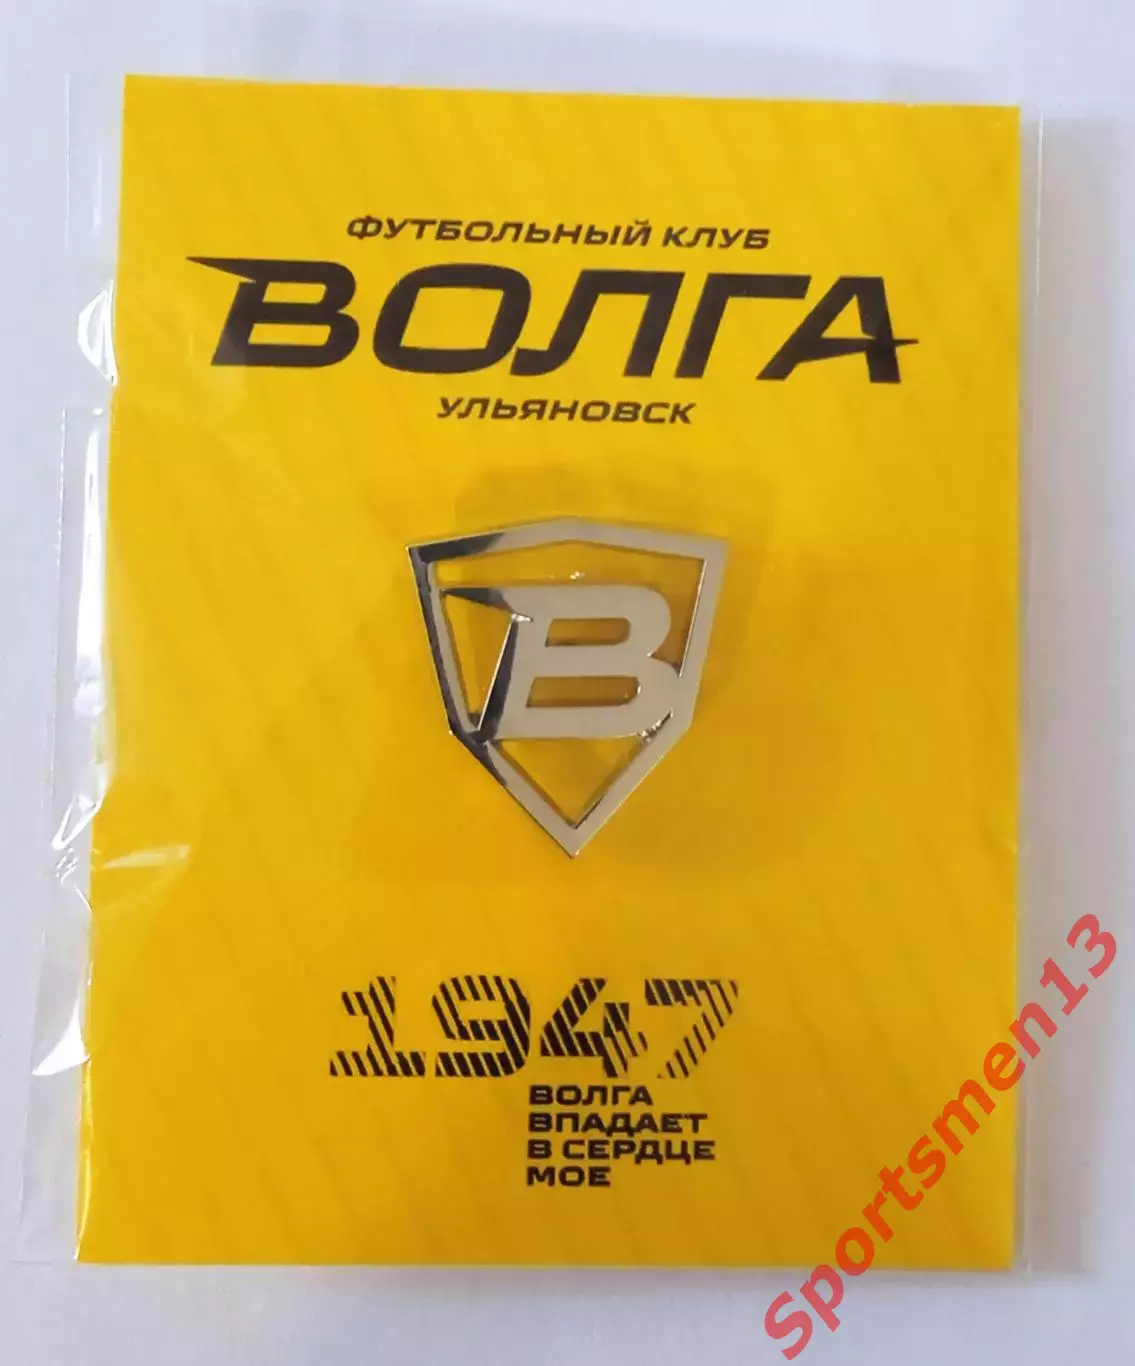 ФУТБОЛЬНЫЙ КЛУБ
ВОЛГА
УЛЬЯНОВСК
В
1947
ВОЛГА
ВПАДАЕТ
В СЕРДЦЕ
МОЕ
Sportsmen13